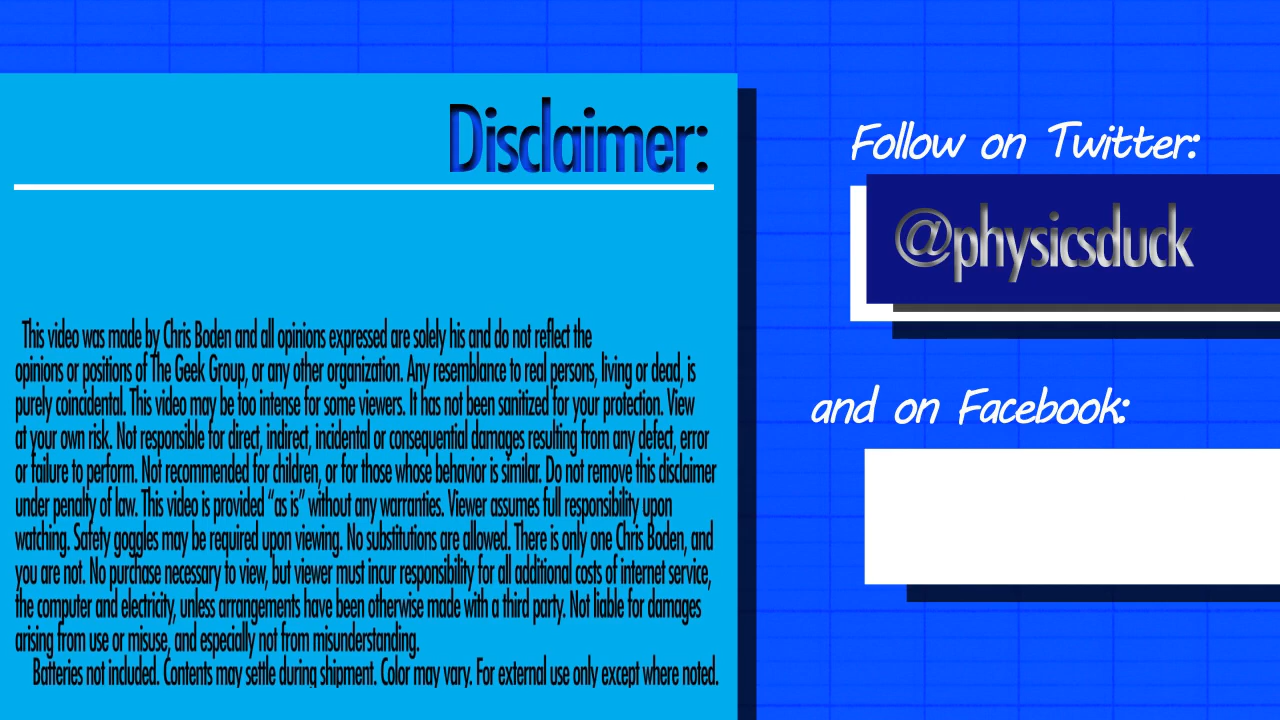 Disclaimer:
This video was made by Chris Boden and all opinions expressed are solely his and do not reflect the
opinions or positions of The Geek Group, or any other organization. Any resemblance to real persons, living or dead, is
purely coincidental. This video may be too intense for some viewers. It has not been sanitized for your protection. View
at your own risk. Not responsible for direct, indirect, incidental or consequential damages resulting from any defect, error
or failure to perform. Not recommended for children, or for those whose behavior is similar. Do not remove this disclaimer
under penalty of law. This video is provided “as is” without any warranties. Viewer assumes full responsibility upon
watching. Safety goggles may be required upon viewing. No substitutions are allowed. There is only one Chris Boden, and
you are not. No purchase necessary to view, but viewer must incur responsibility for all additional costs of internet service,
the computer and electricity, unless arrangements have been otherwise made with a third party. Not liable for damages
arising from use or misuse, and especially not from misunderstanding.
Batteries not included. Contents may settle during shipment. Color may vary. For external use only except where noted.
Follow on Twitter:
@physicsduck
and on Facebook: